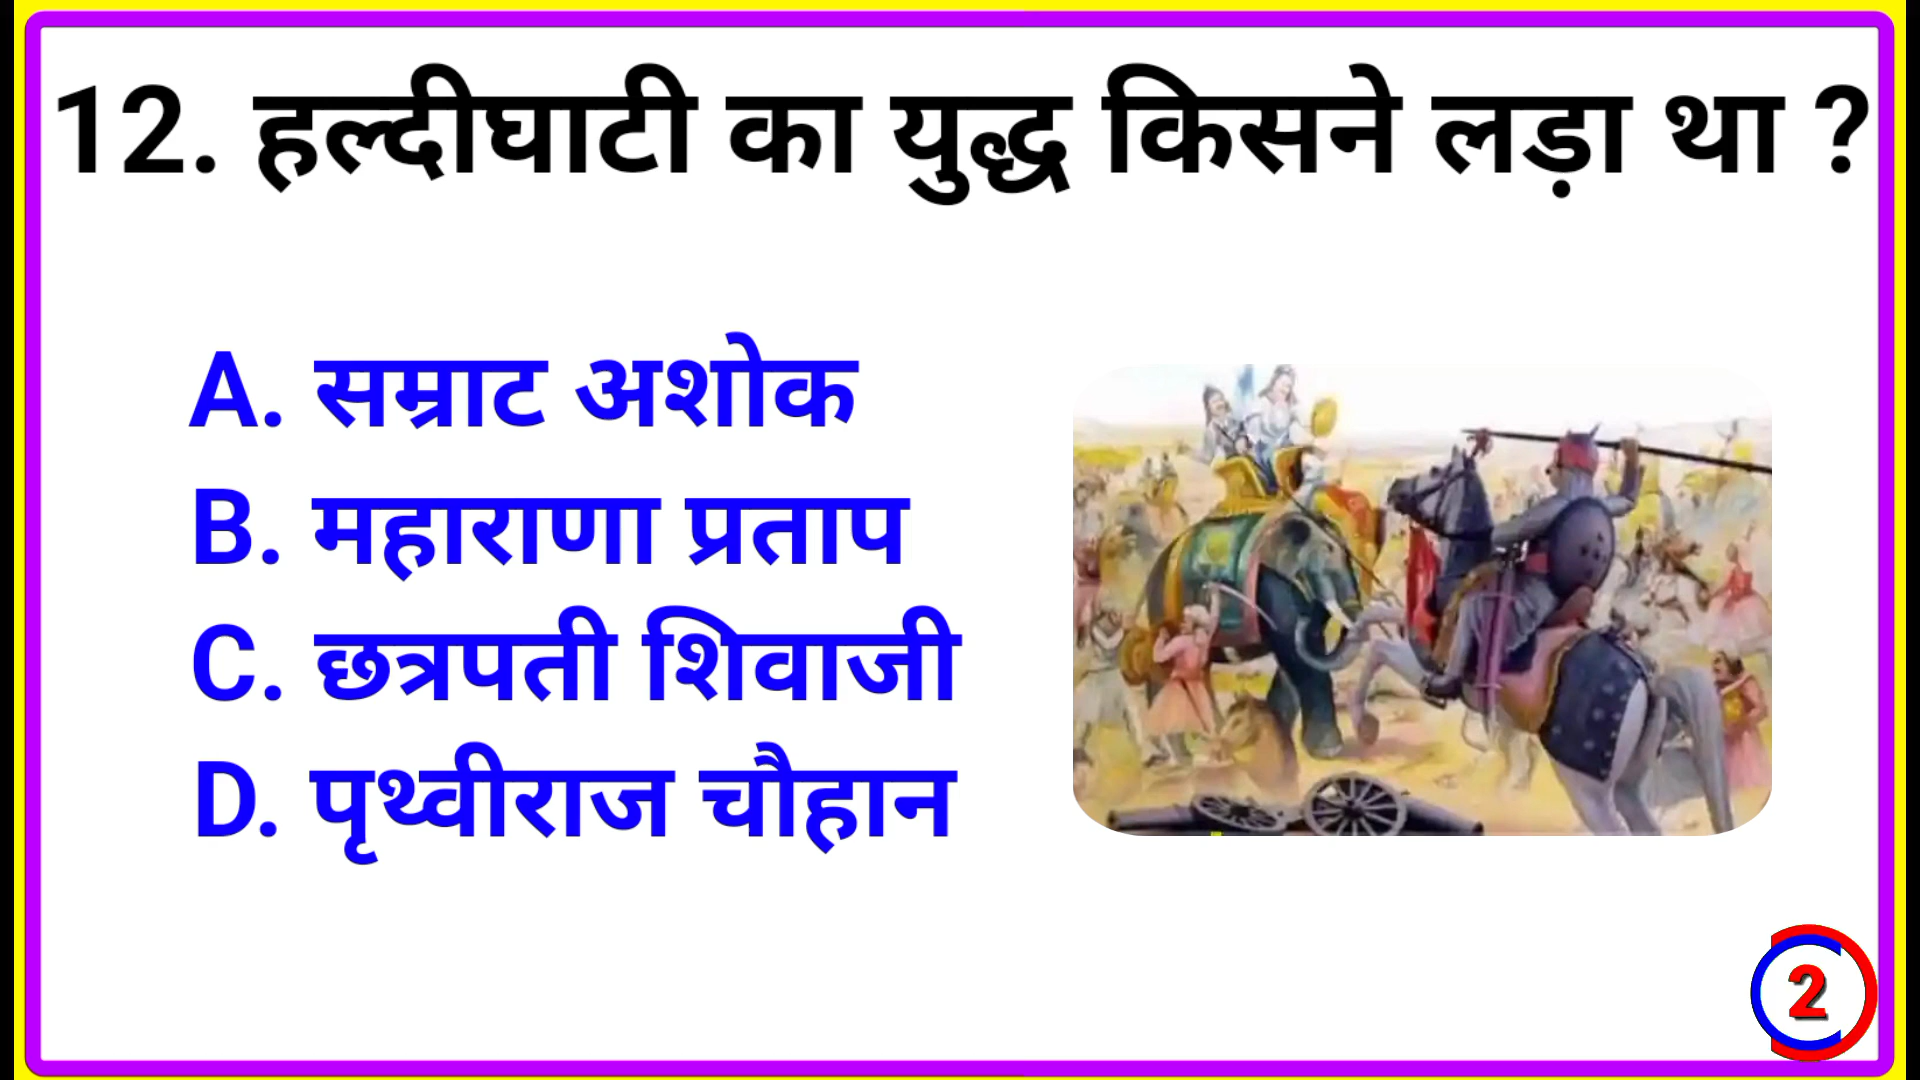 12. हल्दीघाटी का युद्ध किसने लड़ा था ?
A. सम्राट अशोक
B. महाराणा प्रताप
C. छत्रपती शिवाजी
D. पृथ्वीराज चौहान
2